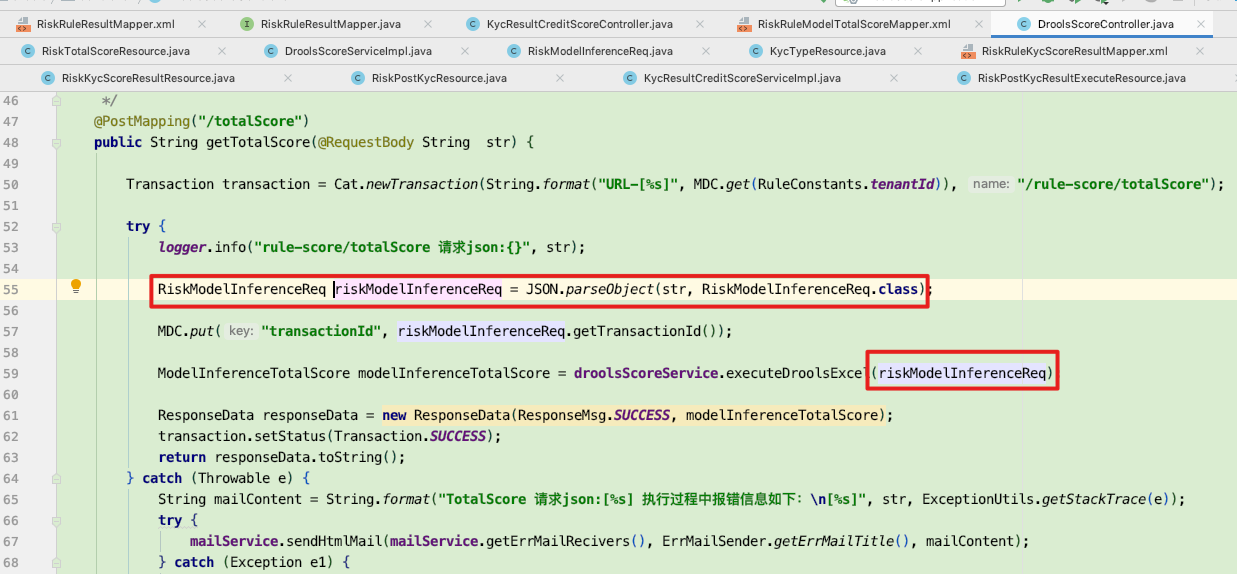 RiskRuleResultMapper.xml RiskRuleResultMapper.java KycResultCreditScoreController.java RiskRuleModelTotalScoreMapper.xml DroolsScoreController.java
RiskTotalScoreResource.java DroolsScoreServiceImpl.java RiskModelInferenceReq.java KycTypeResource.java RiskRuleKycScoreResultMapper.xml
RiskKycScoreResultResource.java RiskPostKycResource.java KycResultCreditScoreServiceImpl.java RiskPostKycResultExecuteResource.java
46 */
47 @PostMapping("/totalScore")
48 public String getTotalScore(@RequestBody String str) {
49
50 Transaction transaction = Cat.newTransaction(String.format("URL-[%s]", MDC.get(RuleConstants.tenantId)), name: "/rule-score/totalScore");
51
52 try {
53 logger.info("rule-score/totalScore 请求json:{}", str);
54
55 RiskModelInferenceReq riskModelInferenceReq = JSON.parseObject(str, RiskModelInferenceReq.class);
56
57 MDC.put( key: "transactionId", riskModelInferenceReq.getTransactionId());
58
59 ModelInferenceTotalScore modelInferenceTotalScore = droolsScoreService.executeDroolsExcel(riskModelInferenceReq)
60
61 ResponseData responseData = new ResponseData(ResponseMsg.SUCCESS, modelInferenceTotalScore);
62 transaction.setStatus(Transaction.SUCCESS);
63 return responseData.toString();
64 } catch (Throwable e) {
65 String mailContent = String.format("TotalScore 请求json:[%s] 执行过程中报错信息如下：\n[%s]", str, ExceptionUtils.getStackTrace(e));
66 try {
67 mailService.sendHtmlMail(mailService.getErrMailRecivers(), ErrMailSender.getErrMailTitle(), mailContent);
68 } catch (Exception e1) {